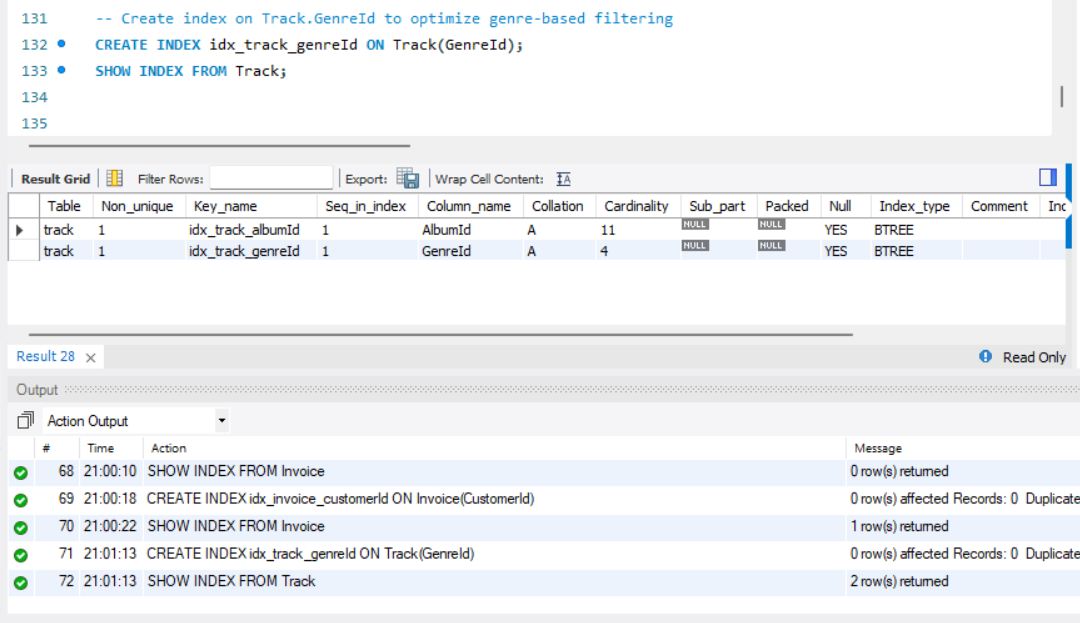 131 -- Create index on Track.GenreId to optimize genre-based filtering
132 CREATE INDEX idx_track_genreId ON Track(GenreId);
133 SHOW INDEX FROM Track;
134
135
Result Grid Filter Rows: Export: Wrap Cell Content:
Table Non_unique Key_name Seq_in_index Column_name Collation Cardinality Sub_part Packed Null Index_type Comment Inc
track 1 idx_track_albumId 1 AlbumId A 11 NULL NULL YES BTREE
track 1 idx_track_genreId 1 GenreId A 4 NULL NULL YES BTREE
Result 28 Read Only
Output
Action Output
# Time Action Message
68 21:00:10 SHOW INDEX FROM Invoice 0 row(s) returned
69 21:00:18 CREATE INDEX idx_invoice_customerId ON Invoice(CustomerId) 0 row(s) affected Records: 0 Duplicate
70 21:00:22 SHOW INDEX FROM Invoice 1 row(s) returned
71 21:01:13 CREATE INDEX idx_track_genreId ON Track(GenreId) 0 row(s) affected Records: 0 Duplicate
72 21:01:13 SHOW INDEX FROM Track 2 row(s) returned